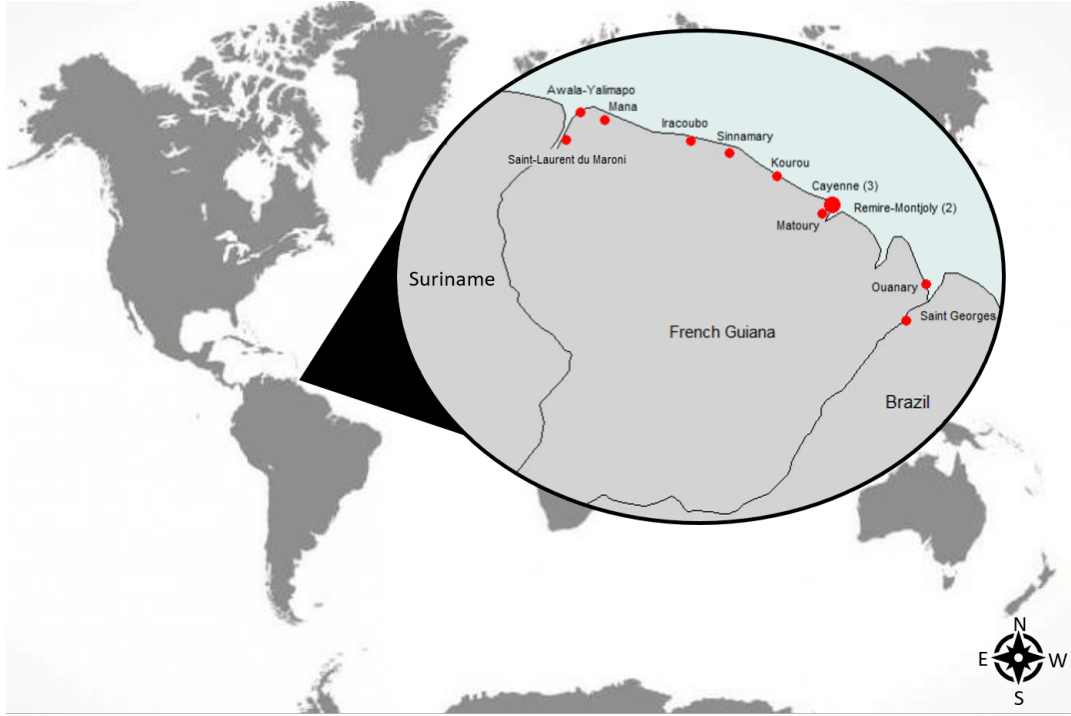 Awala-Yalimapo
Mana
Iracoubo
Sinnamary
Saint-Laurent du Maroni
Kourou
Cayenne (3)
Remire-Montjoly (2)
Matoury
Suriname
Ouanary
Saint Georges
French Guiana
Brazil
N
E W
S